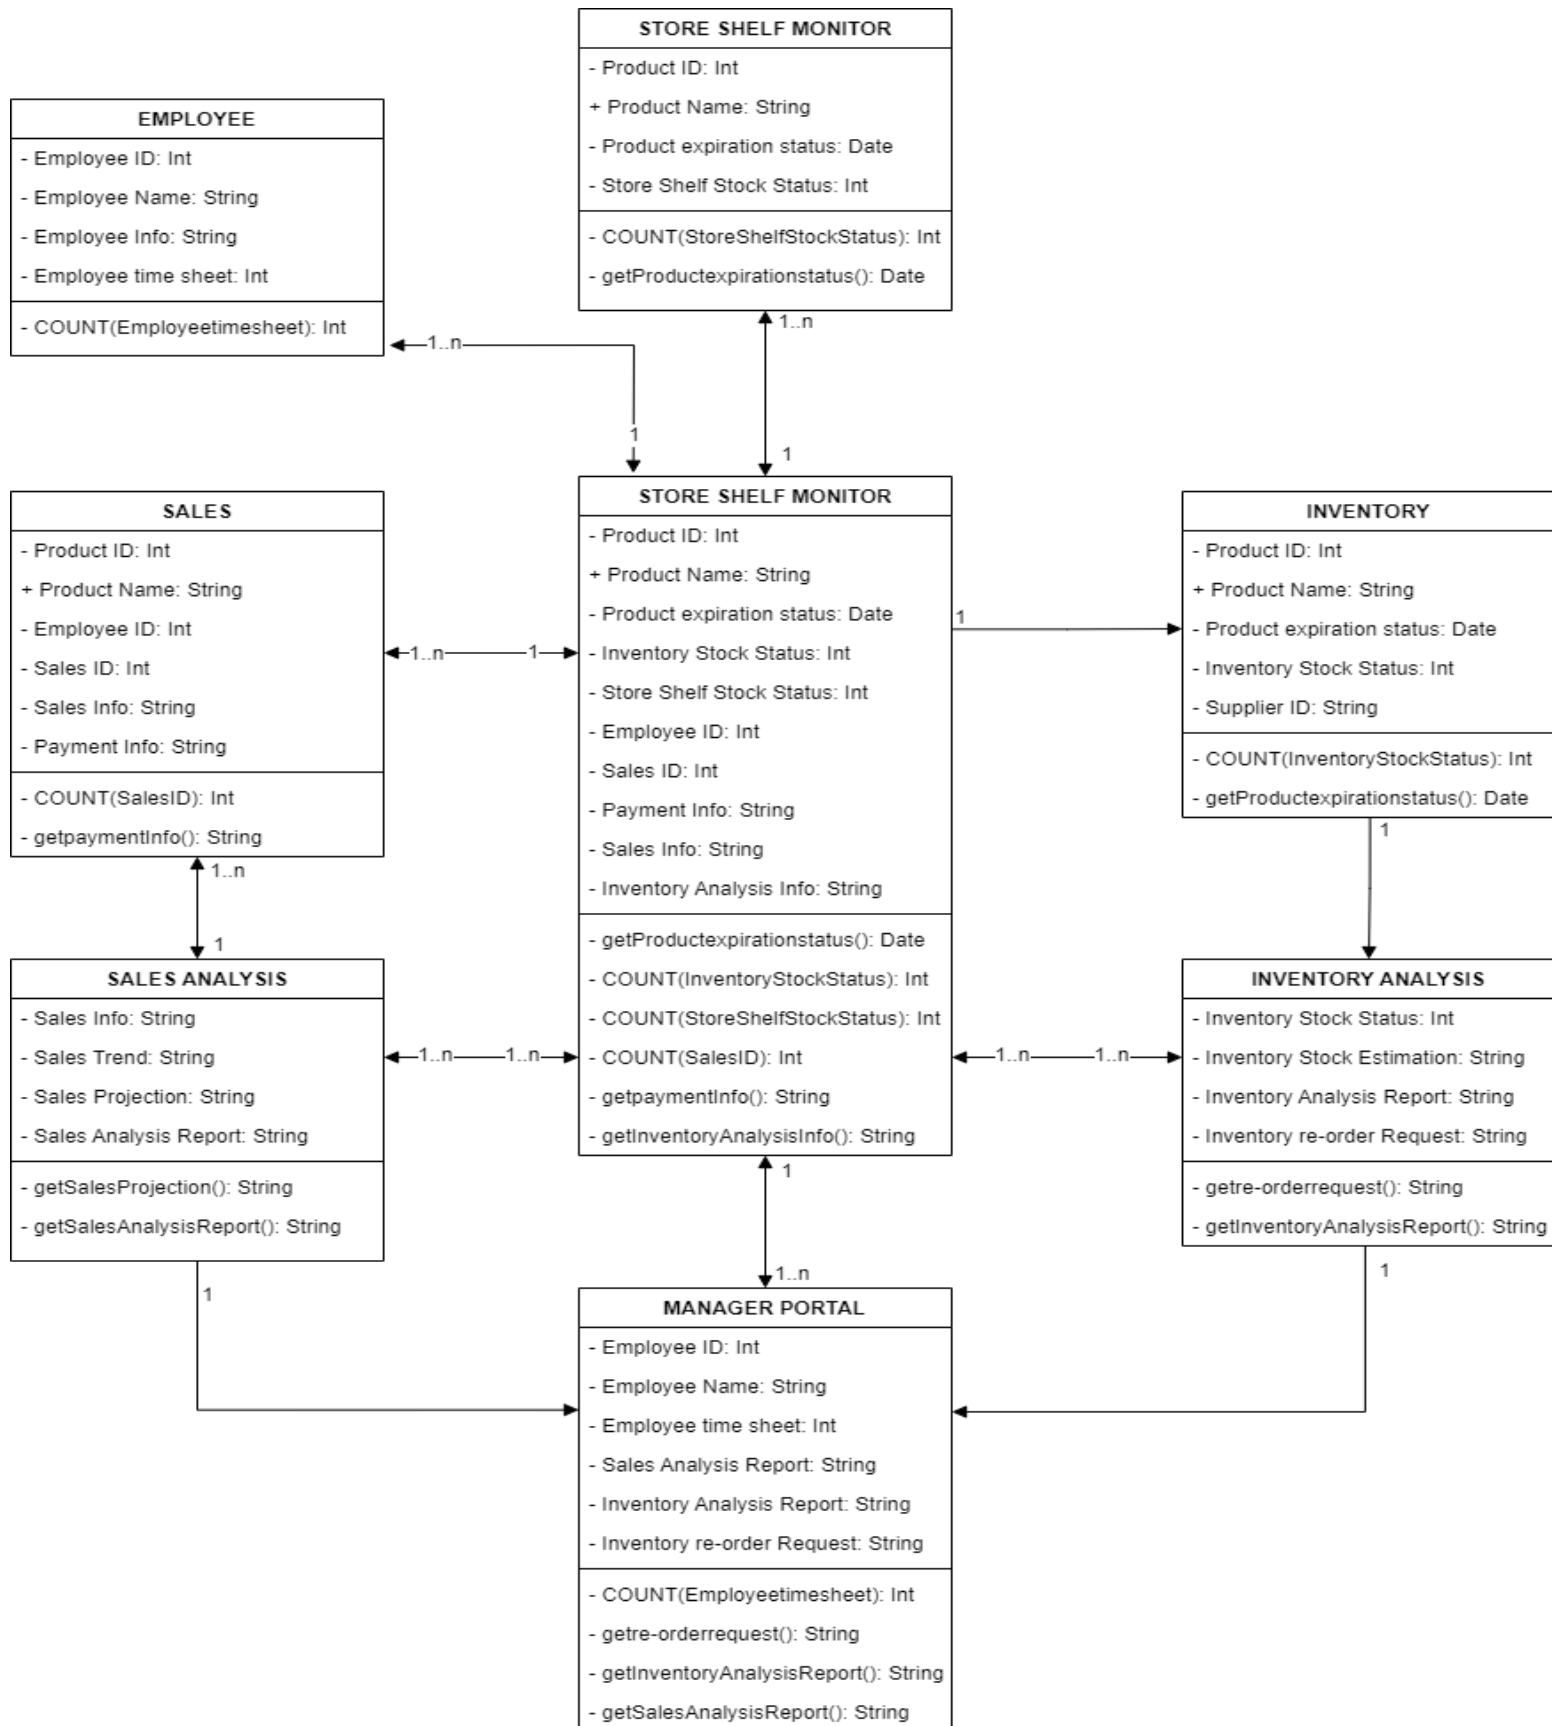 STORE SHELF MONITOR
- Product ID: Int
+ Product Name: String
- Product expiration status: Date
- Store Shelf Stock Status: Int
- COUNT(StoreShelfStockStatus): Int
- getProductexpirationstatus(): Date
EMPLOYEE
- Employee ID: Int
- Employee Name: String
- Employee Info: String
- Employee time sheet: Int
- COUNT(Employeetimesheet): Int
1..n
1
1..n
1
SALES
- Product ID: Int
+ Product Name: String
- Employee ID: Int
- Sales ID: Int
- Sales Info: String
- Payment Info: String
- COUNT(SalesID): Int
- getpaymentInfo(): String
1..n
1
STORE SHELF MONITOR
- Product ID: Int
+ Product Name: String
- Product expiration status: Date
- Inventory Stock Status: Int
- Store Shelf Stock Status: Int
- Employee ID: Int
- Sales ID: Int
- Payment Info: String
- Sales Info: String
- Inventory Analysis Info: String
- getProductexpirationstatus(): Date
- COUNT(InventoryStockStatus): Int
- COUNT(StoreShelfStockStatus): Int
- COUNT(SalesID): Int
- getpaymentInfo(): String
- getInventoryAnalysisInfo(): String
1
INVENTORY
- Product ID: Int
+ Product Name: String
- Product expiration status: Date
- Inventory Stock Status: Int
- Supplier ID: String
- COUNT(InventoryStockStatus): Int
- getProductexpirationstatus(): Date
1
1..n
1
SALES ANALYSIS
- Sales Info: String
- Sales Trend: String
- Sales Projection: String
- Sales Analysis Report: String
- getSalesProjection(): String
- getSalesAnalysisReport(): String
1..n
1..n
1..n
1..n
INVENTORY ANALYSIS
- Inventory Stock Status: Int
- Inventory Stock Estimation: String
- Inventory Analysis Report: String
- Inventory re-order Request: String
- getre-orderrequest(): String
- getInventoryAnalysisReport(): String
1
1
1..n
1
MANAGER PORTAL
- Employee ID: Int
- Employee Name: String
- Employee time sheet: Int
- Sales Analysis Report: String
- Inventory Analysis Report: String
- Inventory re-order Request: String
- COUNT(Employeetimesheet): Int
- getre-orderrequest(): String
- getInventoryAnalysisReport(): String
- getSalesAnalysisReport(): String